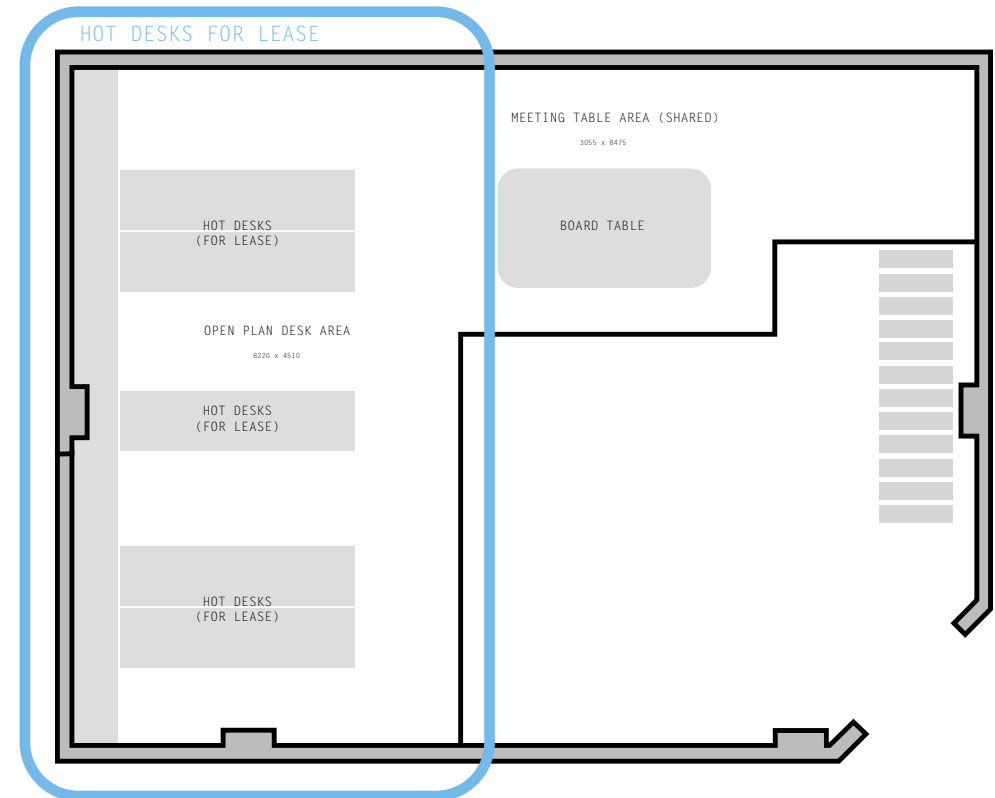 HOT DESKS FOR LEASE
MEETING TABLE AREA (SHARED)
3055 x 8475
HOT DESKS
(FOR LEASE)
BOARD TABLE
OPEN PLAN DESK AREA
8220 x 4510
HOT DESKS
(FOR LEASE)
HOT DESKS
(FOR LEASE)